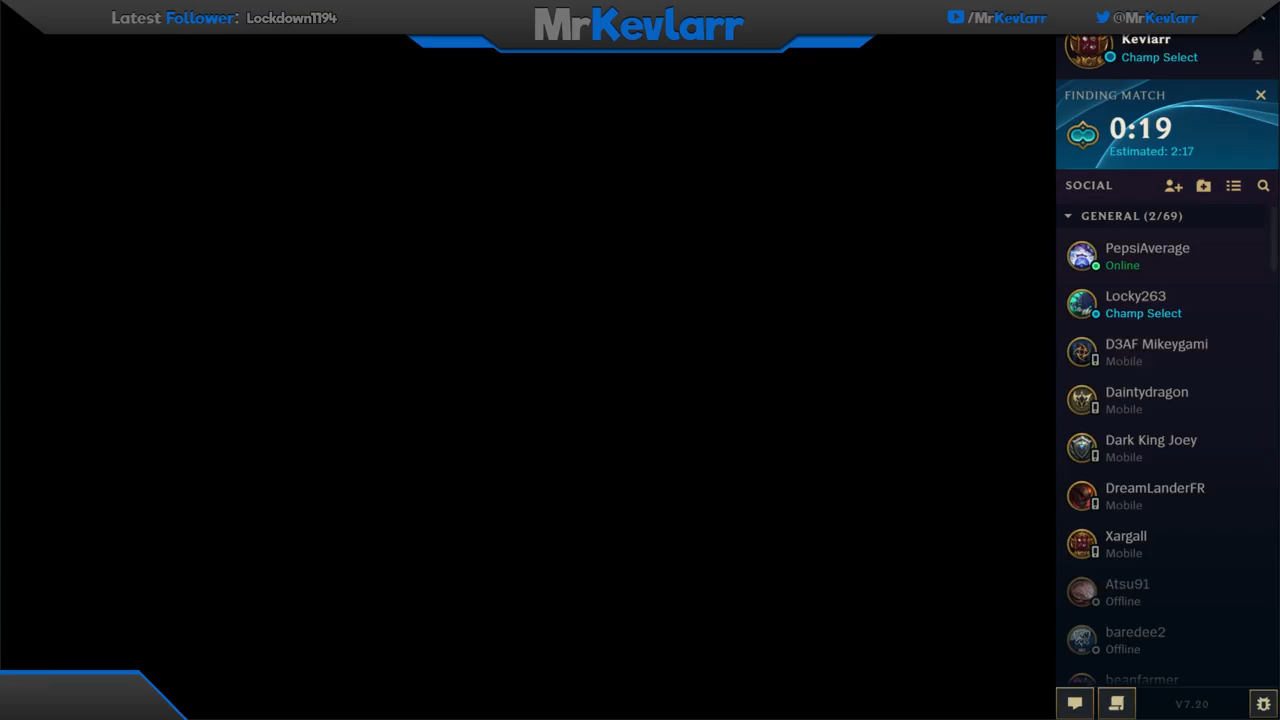 Latest Follower: Lockdown1194
MrKevlarr
/MrKevlarr
@MrKevlarr
Kevlarr
Champ Select
FINDING MATCH
0:19
Estimated: 2:17
SOCIAL
GENERAL (2/69)
PepsiAverage
Online
Locky263
Champ Select
D3AF Mikeygami
Mobile
Daintydragon
Mobile
Dark King Joey
Mobile
DreamLanderFR
Mobile
Xargall
Mobile
Atsu91
Offline
baredee2
Offline
beanfarmer
V7.20